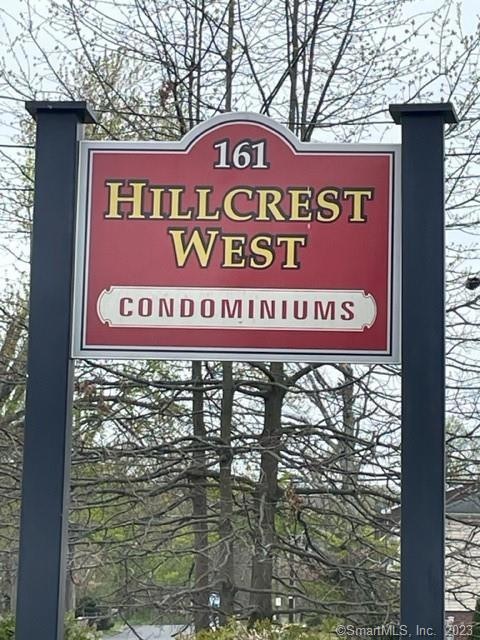 161
HILLCREST
WEST
CONDOMINIUMS
©SmartMLS, Inc. 2023